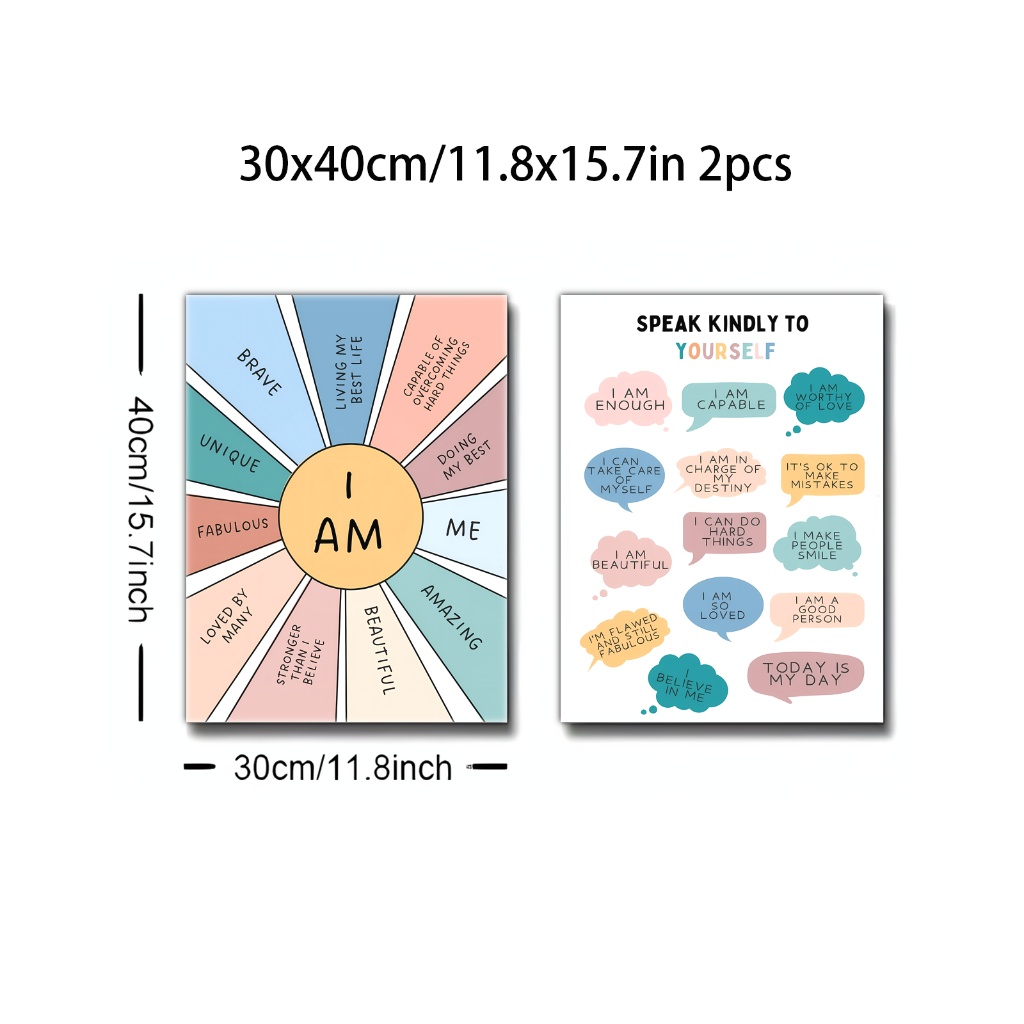 30x40cm/11.8x15.7in 2pcs
40cm/15.7inch
30cm/11.8inch
BRAVE
LIVING MY
BEST LIFE
CAPABLE OF
OVERCOMING
HARD THINGS
UNIQUE
DOING
MY BEST
FABULOUS
I
AM
ME
LOVED BY
MANY
STRONGER
THAN I
BELIEVE
BEAUTIFUL
AMAZING
SPEAK KINDLY TO
YOURSELF
I AM
ENOUGH
I AM
CAPABLE
I AM
WORTHY
OF LOVE
I CAN
TAKE CARE
OF
MYSELF
I AM IN
CHARGE OF
MY
DESTINY
IT'S OK TO
MAKE
MISTAKES
I AM
BEAUTIFUL
I CAN DO
HARD
THINGS
I MAKE
PEOPLE
SMILE
I'M FLAWED
AND STILL
FABULOUS
I AM
SO
LOVED
I AM A
GOOD
PERSON
I
BELIEVE
IN ME
TODAY IS
MY DAY